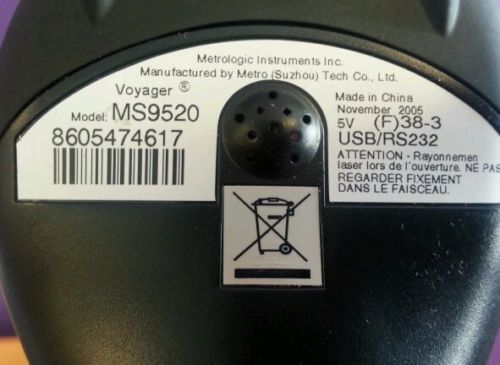 Metrologic Instruments Inc.
Manufactured by Metro (Suzhou) Tech Co., Ltd.
Voyager ®
Model: MS9520
8605474617
Made in China
November 2005
5V (F)38-3
USB/RS232
ATTENTION - Rayonnemen
laser lors de l'ouverture. NE PAS
REGARDER FIXEMENT
DANS LE FAISCEAU.